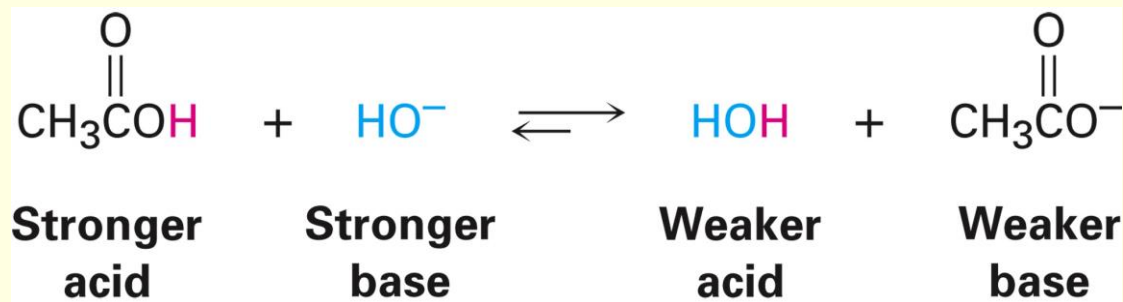 O O
CH₃COH + HO⁻ ⇌ HOH + CH₃CO⁻
Stronger Stronger Weaker Weaker
acid base acid base